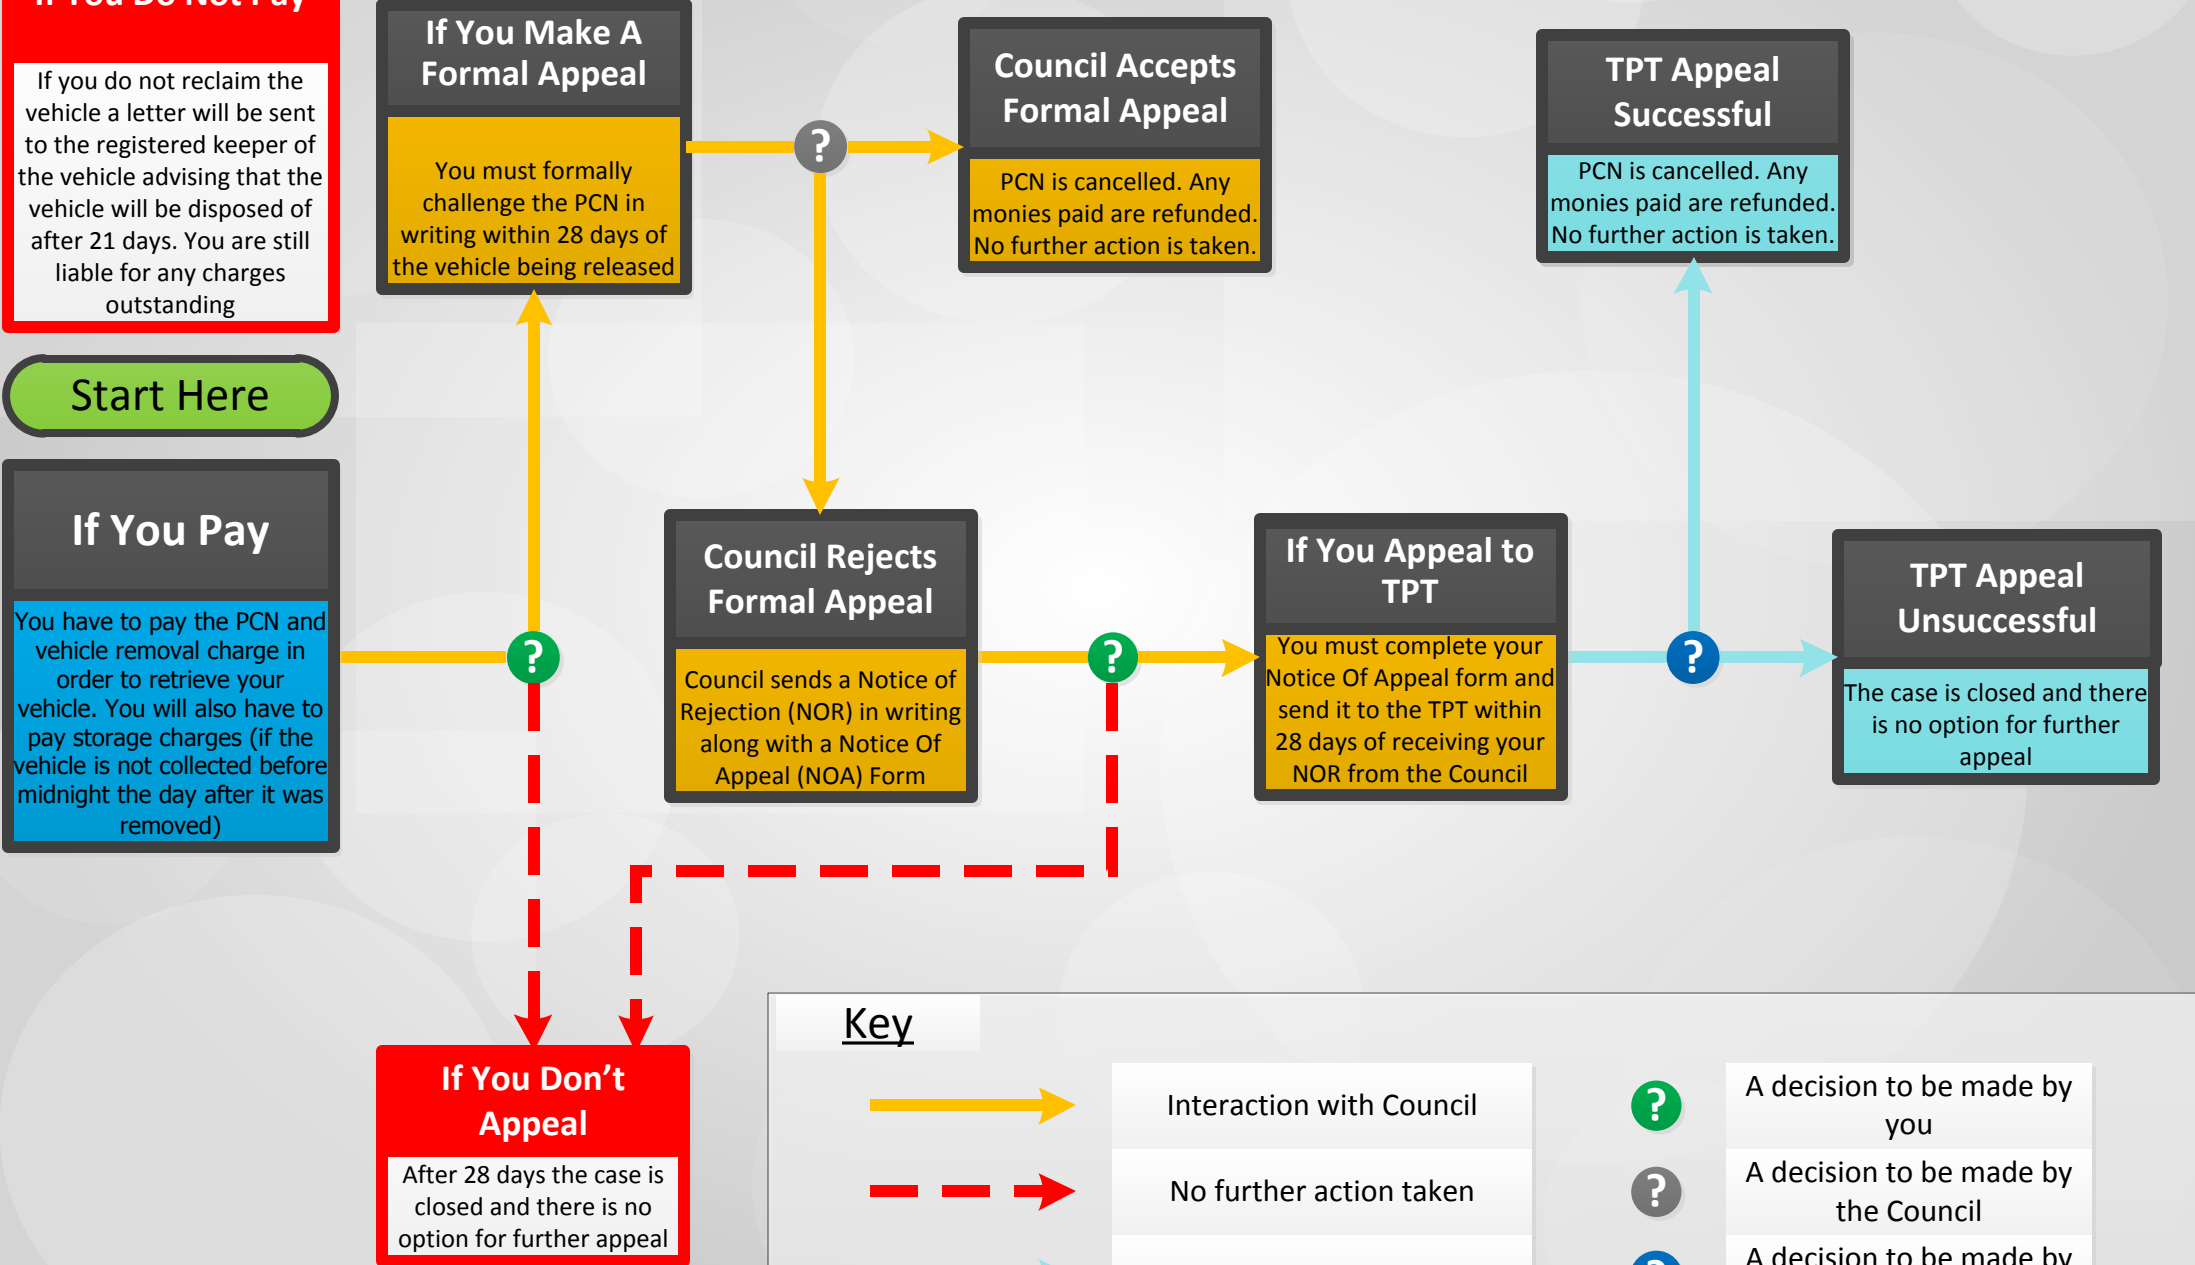 If You Do Not Pay
If you do not reclaim the
vehicle a letter will be sent
to the registered keeper of
the vehicle advising that the
vehicle will be disposed of
after 21 days. You are still
liable for any charges
outstanding
Start Here
If You Pay
You have to pay the PCN and
vehicle removal charge in
order to retrieve your
vehicle. You will also have to
pay storage charges (if the
vehicle is not collected before
midnight the day after it was
removed)
If You Make A
Formal Appeal
You must formally
challenge the PCN in
writing within 28 days of
the vehicle being released
?
Council Accepts
Formal Appeal
PCN is cancelled. Any
monies paid are refunded.
No further action is taken.
TPT Appeal
Successful
PCN is cancelled. Any
monies paid are refunded.
No further action is taken.
?
Council Rejects
Formal Appeal
Council sends a Notice of
Rejection (NOR) in writing
along with a Notice Of
Appeal (NOA) Form
?
If You Appeal to
TPT
You must complete your
Notice Of Appeal form and
send it to the TPT within
28 days of receiving your
NOR from the Council
?
TPT Appeal
Unsuccessful
The case is closed and there
is no option for further
appeal
If You Don't
Appeal
After 28 days the case is
closed and there is no
option for further appeal
Key
Interaction with Council
?
A decision to be made by
you
No further action taken
?
A decision to be made by
the Council
?
A decision to be made by